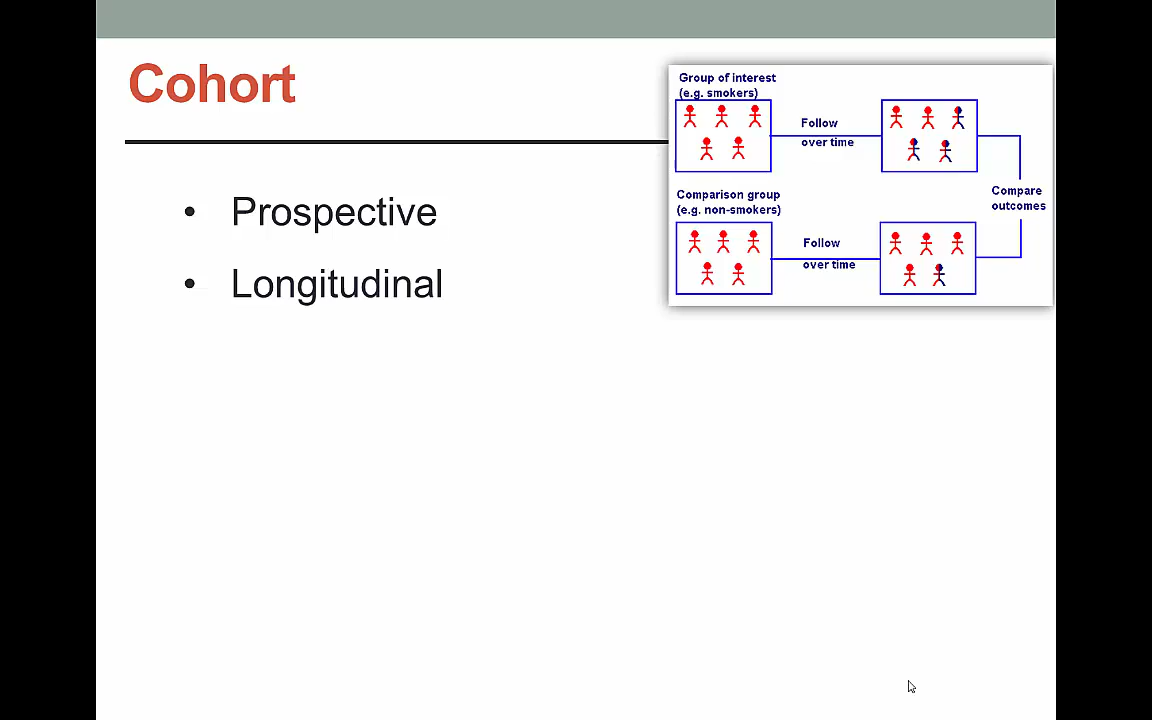 Cohort
• Prospective
• Longitudinal
Group of interest
(e.g. smokers)
Follow
over time
Comparison group
(e.g. non-smokers)
Follow
over time
Compare
outcomes